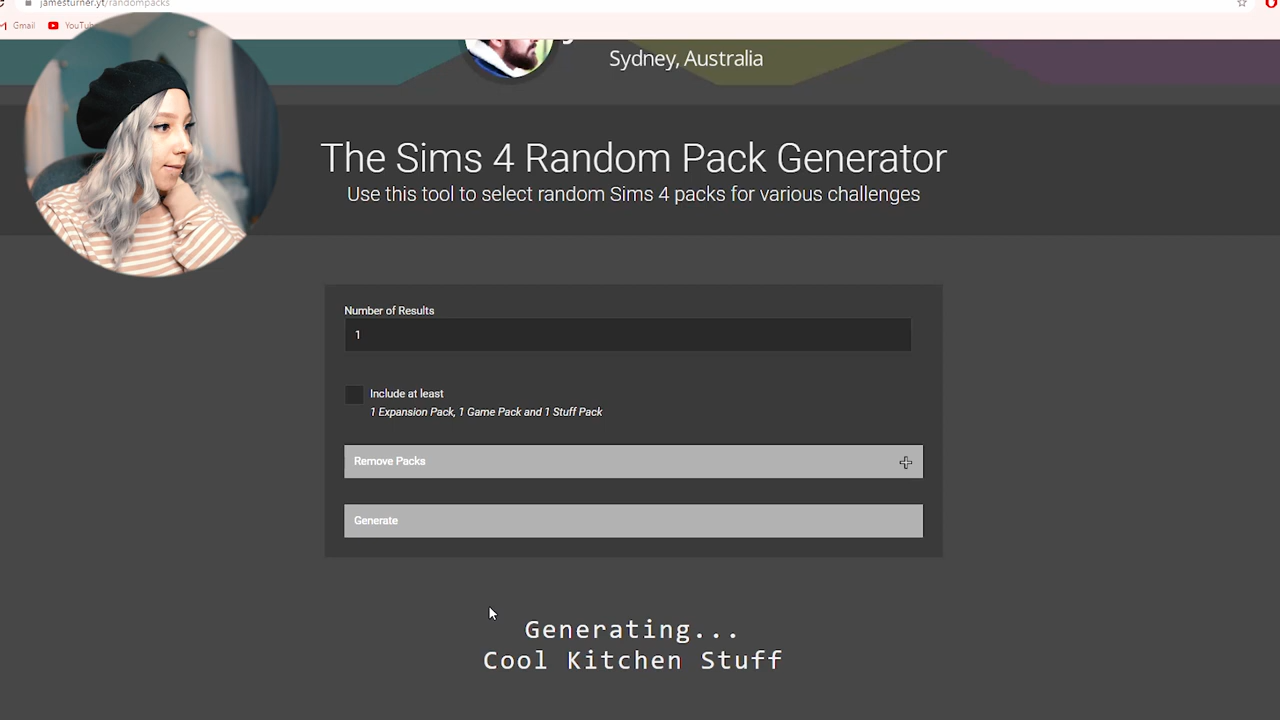 jamesturner.yt/randompacks
Gmail
YouTube
Sydney, Australia
The Sims 4 Random Pack Generator
Use this tool to select random Sims 4 packs for various challenges
Number of Results
1
Include at least
1 Expansion Pack, 1 Game Pack and 1 Stuff Pack
Remove Packs
Generate
Generating...
Cool Kitchen Stuff